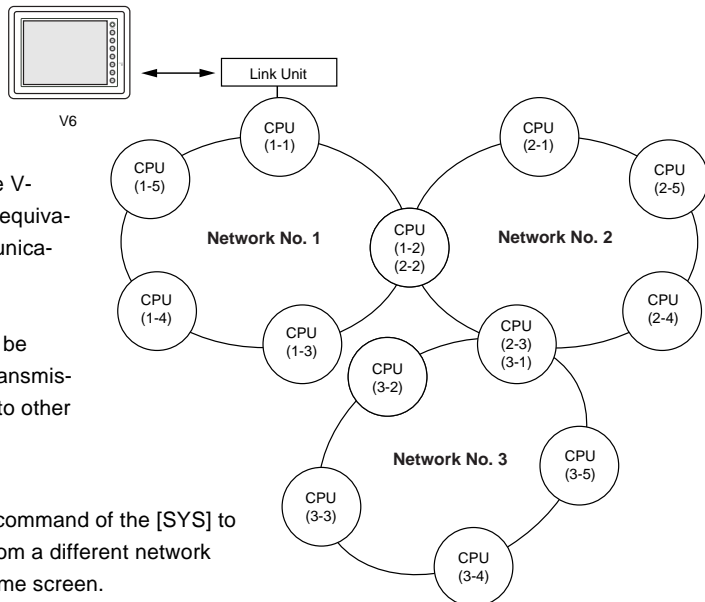 V6
Link Unit
CPU
(1-1)
CPU
(1-5)
CPU
(1-4)
CPU
(1-3)
Network No. 1
CPU
(1-2)
(2-2)
CPU
(2-1)
CPU
(2-5)
Network No. 2
CPU
(2-4)
CPU
(2-3)
(3-1)
CPU
(3-2)
Network No. 3
CPU
(3-5)
CPU
(3-3)
CPU
(3-4)
e V-
equiva-
unica-
be
ansmis-
to other
command of the [SYS] to
om a different network
me screen.